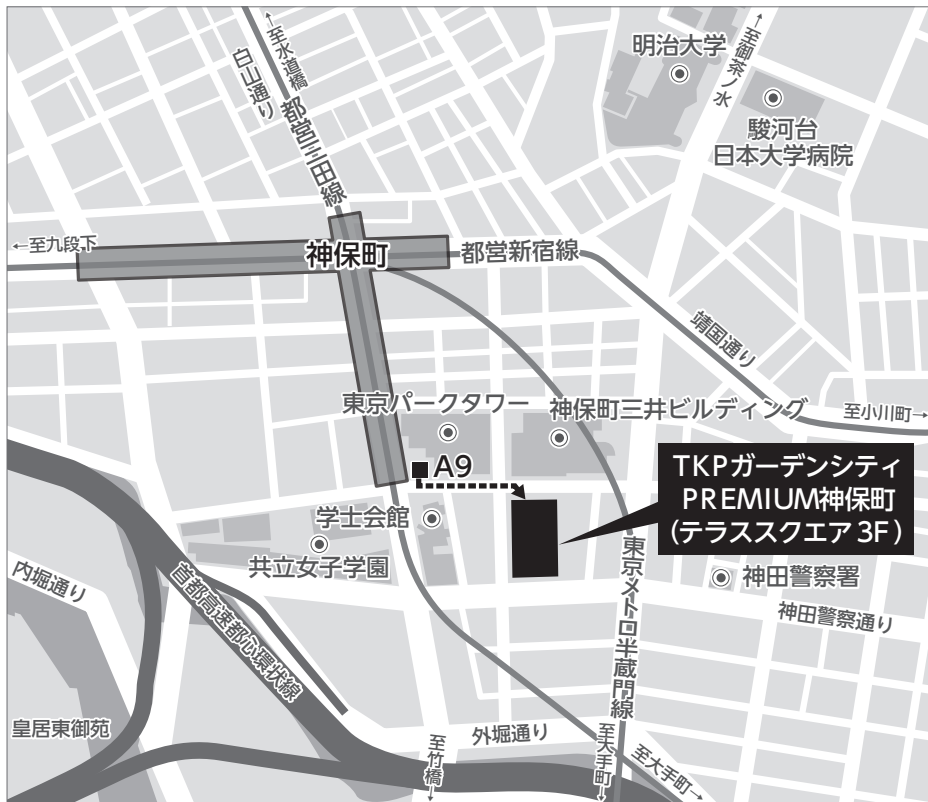 ←至水道橋
白山通り
都営三田線
明治大学
←至御茶ノ水
駿河台
日本大学病院
←至九段下
神保町
都営新宿線
靖国通り
東京パークタワー
神保町三井ビルディング
至小川町→
A9
TKPガーデンシティ
PREMIUM神保町
(テラススクエア 3F)
学士会館
共立女子学園
東京メトロ半蔵門線
神田警察署
神田警察通り
内堀通り
首都高速都心環状線
皇居東御苑
外堀通り
至竹橋→
至大手町→
至大手町→